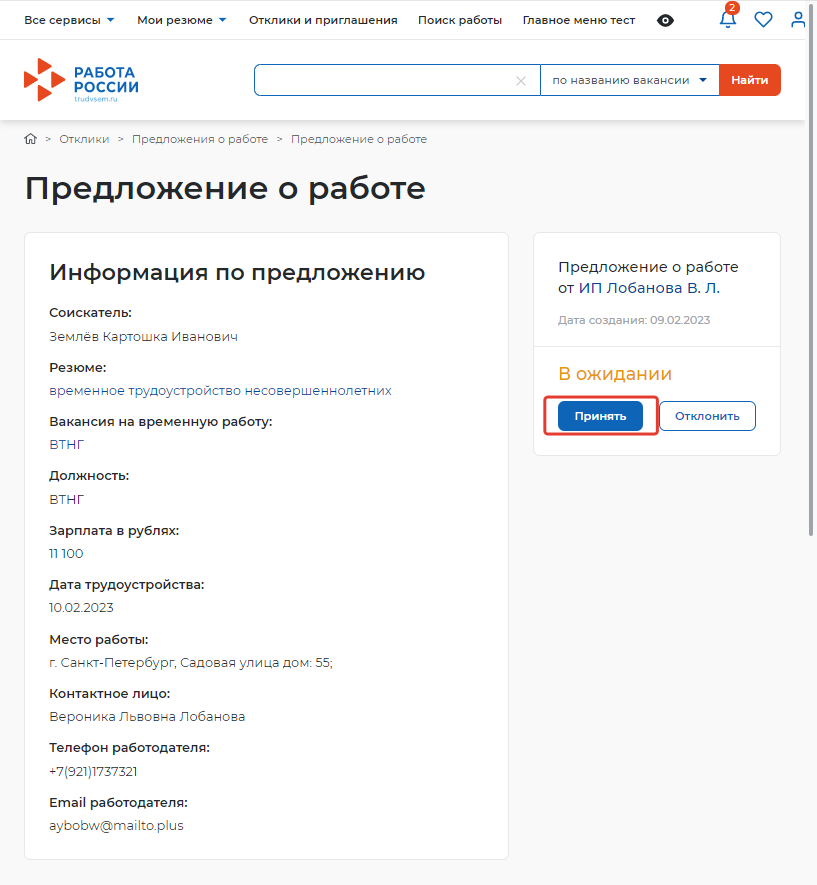 Все сервисы Мои резюме Отклики и приглашения Поиск работы Главное меню тест 2
РАБОТА
РОССИИ
trudvsem.ru
по названию вакансии Найти
> Отклики > Предложения о работе > Предложение о работе
Предложение о работе
Информация по предложению
Соискатель:
Землёв Картошка Иванович
Резюме:
временное трудоустройство несовершеннолетних
Вакансия на временную работу:
ВТНГ
Должность:
ВТНГ
Зарплата в рублях:
11 100
Дата трудоустройства:
10.02.2023
Место работы:
г. Санкт-Петербург, Садовая улица дом: 55;
Контактное лицо:
Вероника Львовна Лобанова
Телефон работодателя:
+7(921)1737321
Email работодателя:
aybobw@mailto.plus
Предложение о работе
от ИП Лобанова В. Л.
Дата создания: 09.02.2023
В ожидании
Принять Отклонить